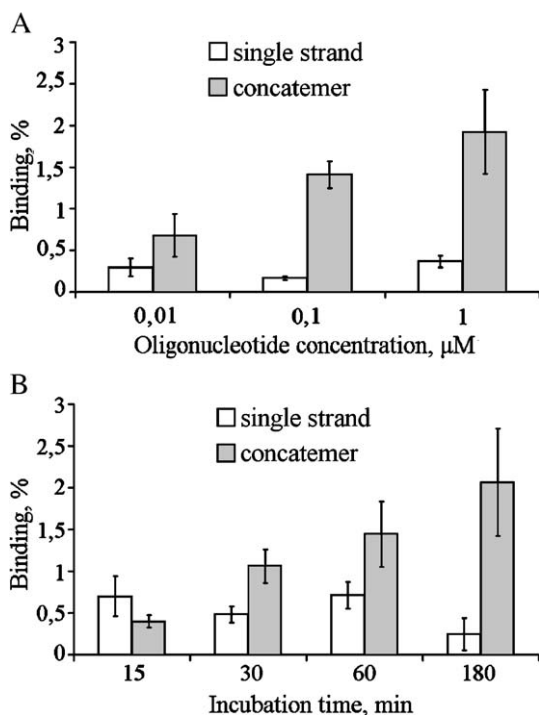 A
3
2,5
2
1,5
1
0,5
0
Binding, %
single strand
concatemer
0,01 0,1 1
Oligonucleotide concentration, μM
B
3
2,5
2
1,5
1
0,5
0
Binding, %
single strand
concatemer
15 30 60 180
Incubation time, min